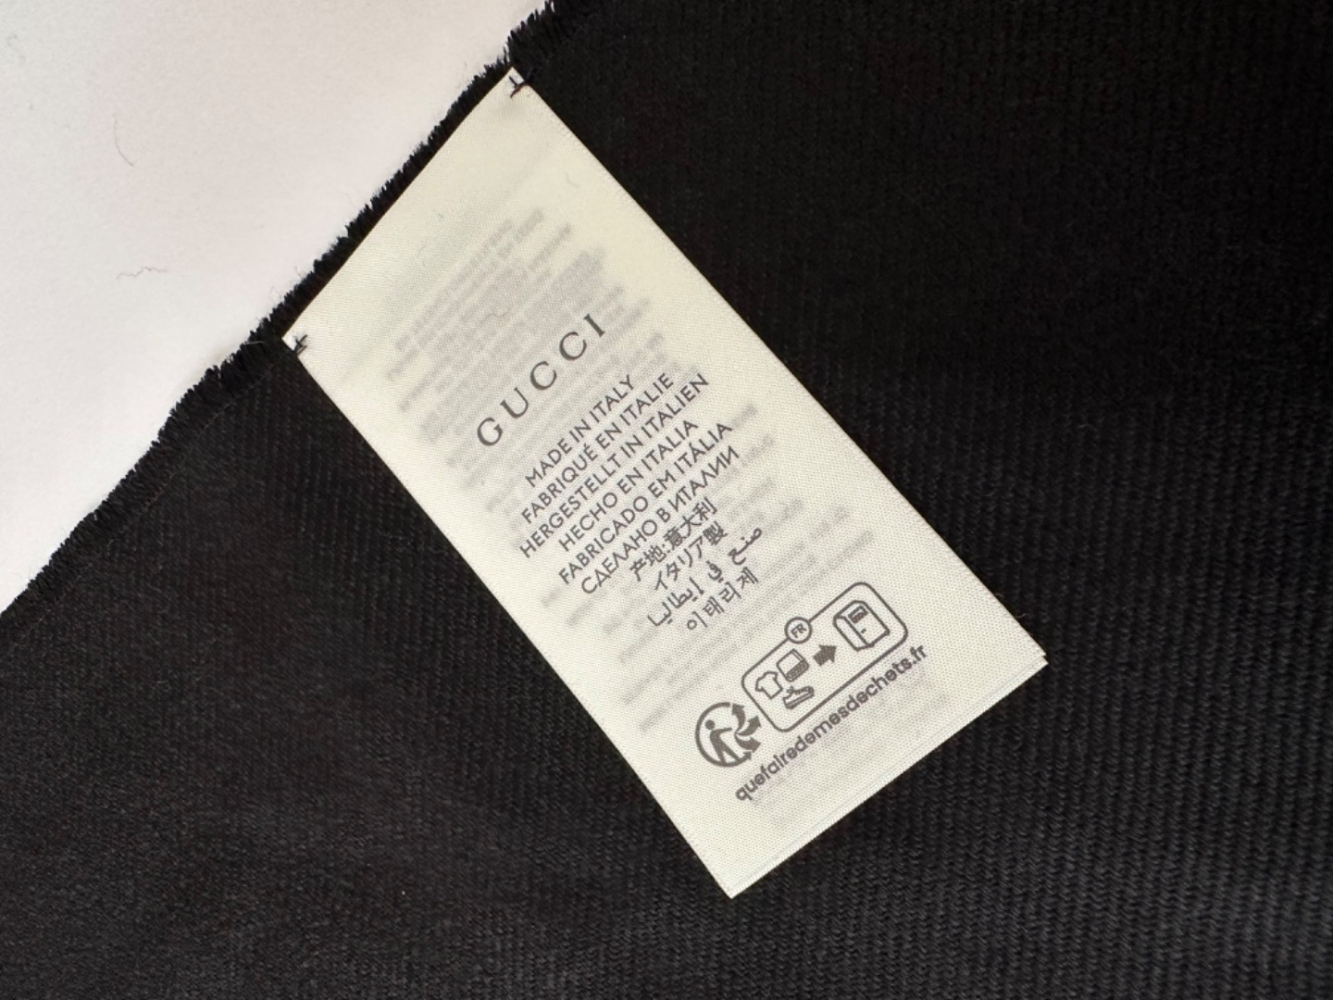 GUCCI
MADE IN ITALY
FABRIQUÉ EN ITALIE
HERGESTELLT IN ITALIEN
HECHO EN ITALIA
FABRICADO EM ITÁLIA
СДЕЛАНО В ИТАЛИИ
产地:意大利
イタリア製
صنع في إيطاليا
이태리제
FR
quefairedemesdechets.fr